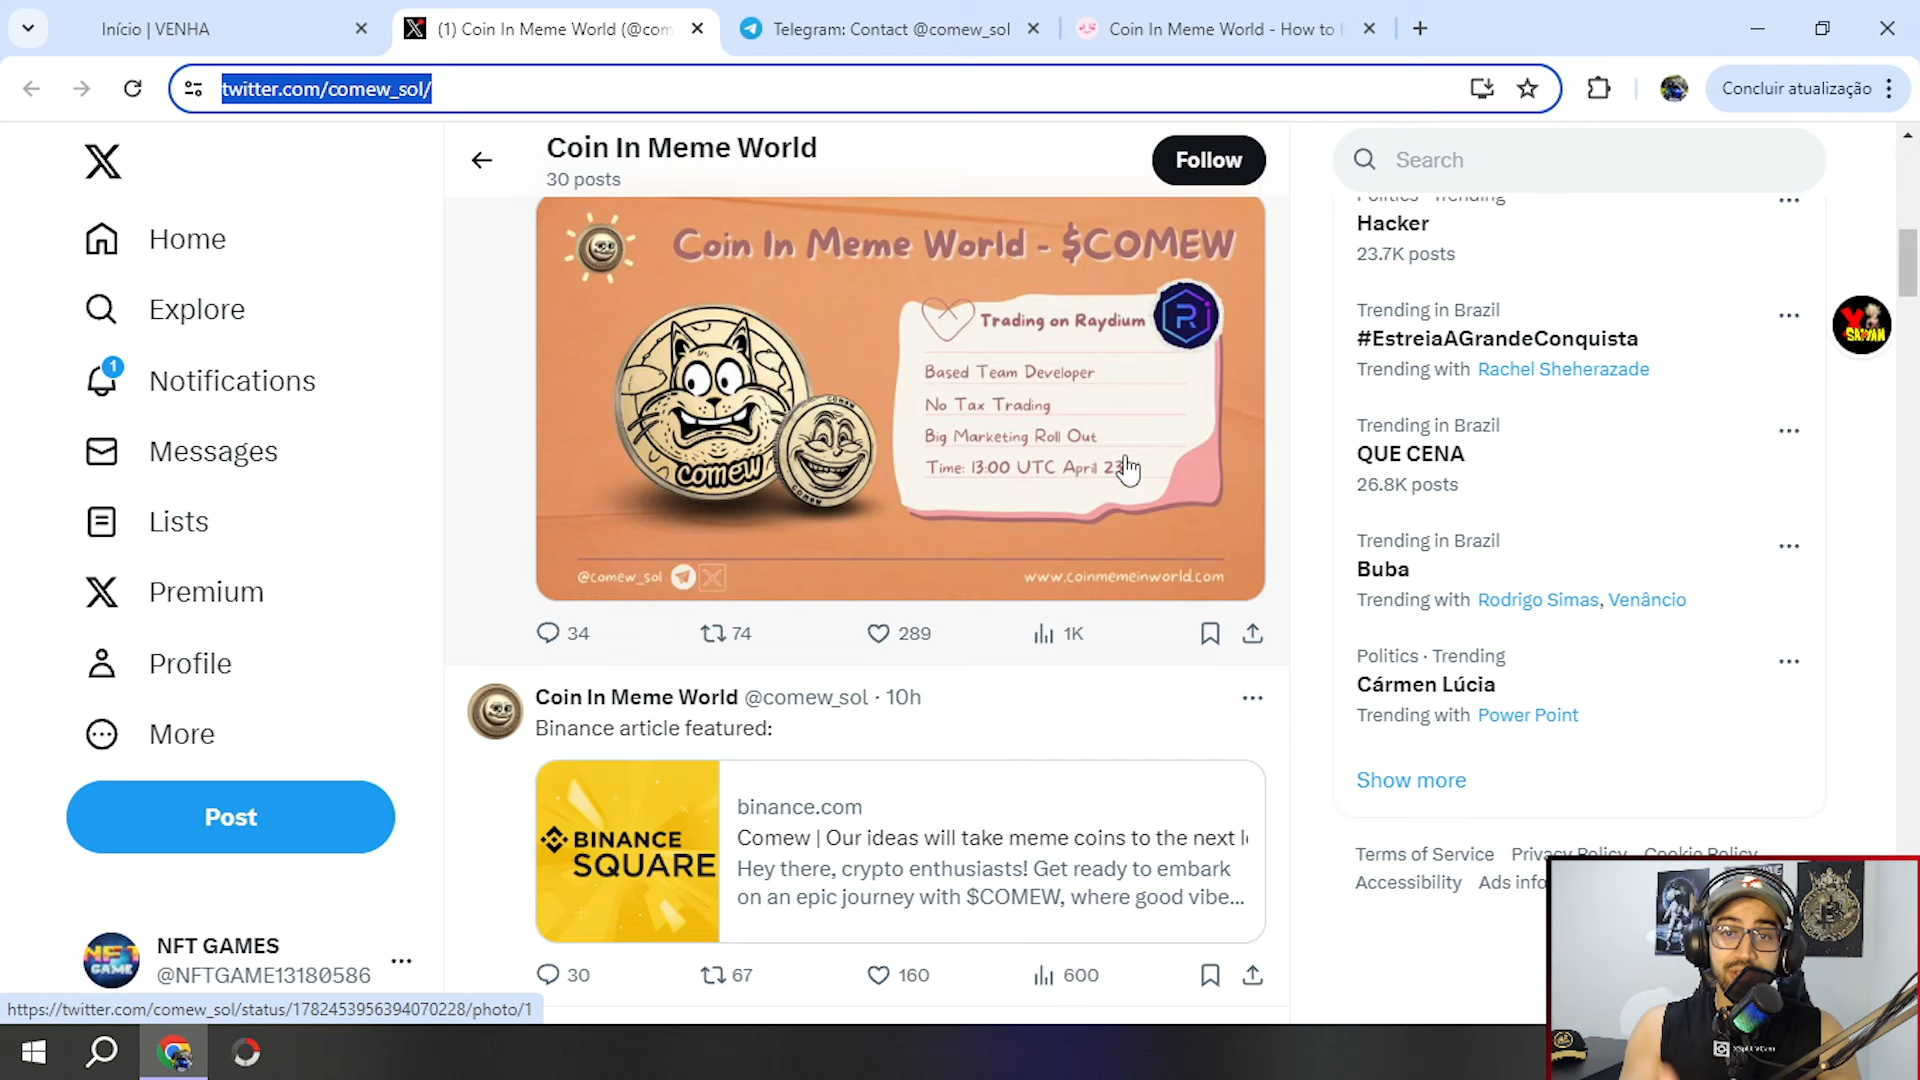 Início | VENHA
(1) Coin In Meme World (@com
Telegram: Contact @comew_sol
Coin In Meme World - How to b
twitter.com/comew_sol/
Concluir atualização
Coin In Meme World
30 posts
Follow
Search
Home
Explore
1
Notifications
Messages
Lists
Premium
Profile
More
Post
NFT GAMES
@NFTGAME13180586
Coin In Meme World - $COMEW
Trading on Raydium
Based Team Developer
No Tax Trading
Big Marketing Roll Out
Time: 13:00 UTC April 23
comew
COMEW
@comew_sol
www.coinmemeinworld.com
34
74
289
1K
Coin In Meme World @comew_sol · 10h
Binance article featured:
BINANCE
SQUARE
binance.com
Comew | Our ideas will take meme coins to the next l
Hey there, crypto enthusiasts! Get ready to embark
on an epic journey with $COMEW, where good vibe...
30
67
160
600
Politics · Trending
Hacker
23.7K posts
Trending in Brazil
#EstreiaAGrandeConquista
Trending with Rachel Sheherazade
Trending in Brazil
QUE CENA
26.8K posts
Trending in Brazil
Buba
Trending with Rodrigo Simas, Venâncio
Politics · Trending
Cármen Lúcia
Trending with Power Point
Show more
Terms of Service Privacy Policy Cookie Policy
Accessibility Ads info
https://twitter.com/comew_sol/status/1782453956394070228/photo/1